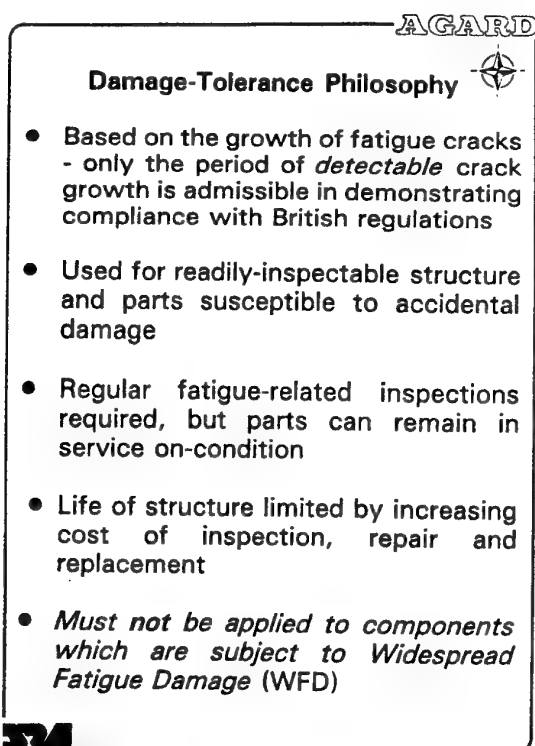 AGARD
Damage-Tolerance Philosophy
● Based on the growth of fatigue cracks
- only the period of detectable crack
growth is admissible in demonstrating
compliance with British regulations
● Used for readily-inspectable structure
and parts susceptible to accidental
damage
● Regular fatigue-related inspections
required, but parts can remain in
service on-condition
● Life of structure limited by increasing
cost of inspection, repair and
replacement
● Must not be applied to components
which are subject to Widespread
Fatigue Damage (WFD)